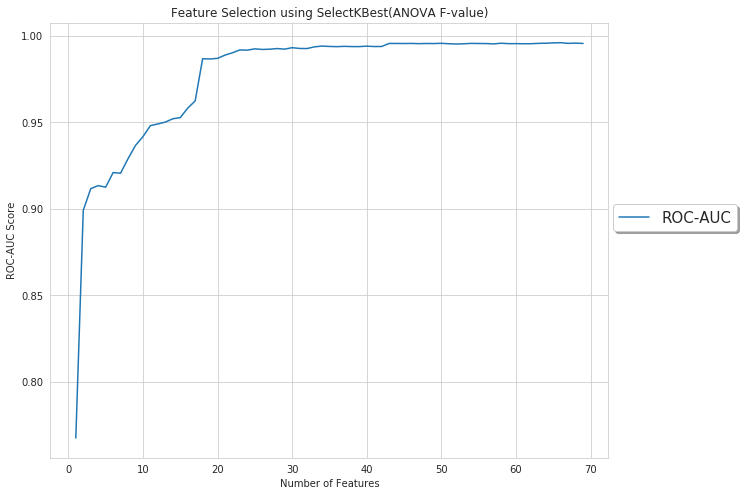 Feature Selection using SelectKBest(ANOVA F-value)
1.00
0.95
0.90
0.85
0.80
ROC-AUC Score
0 10 20 30 40 50 60 70
Number of Features
ROC-AUC